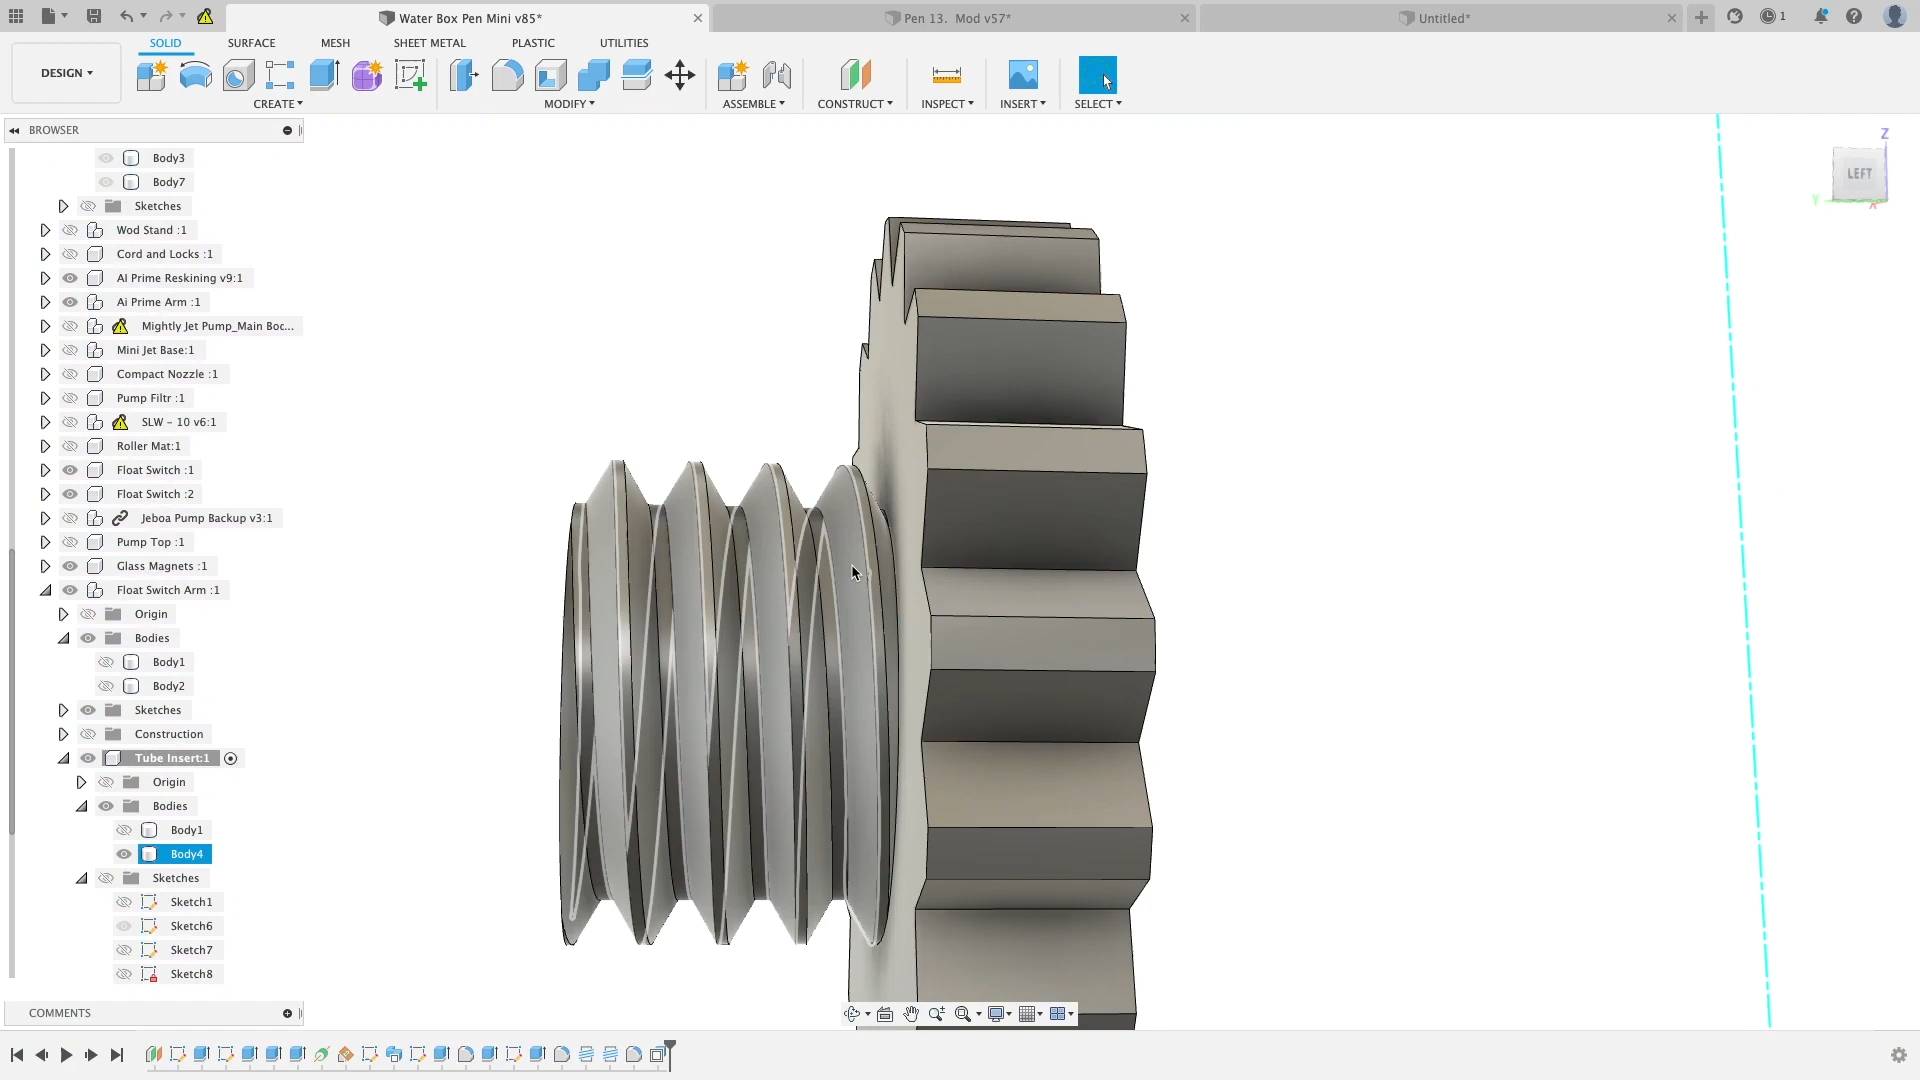 Water Box Pen Mini v85*
Pen 13. Mod v57*
Untitled*
1
DESIGN
SOLID
SURFACE
MESH
SHEET METAL
PLASTIC
UTILITIES
CREATE
MODIFY
ASSEMBLE
CONSTRUCT
INSPECT
INSERT
SELECT
BROWSER
Body3
Body7
Sketches
Wod Stand :1
Cord and Locks :1
AI Prime Reskining v9:1
Ai Prime Arm :1
Mightly Jet Pump_Main Boc...
Mini Jet Base:1
Compact Nozzle :1
Pump Filtr :1
SLW - 10 v6:1
Roller Mat:1
Float Switch :1
Float Switch :2
Jeboa Pump Backup v3:1
Pump Top :1
Glass Magnets :1
Float Switch Arm :1
Origin
Bodies
Body1
Body2
Sketches
Construction
Tube Insert:1
Origin
Bodies
Body1
Body4
Sketches
Sketch1
Sketch6
Sketch7
Sketch8
COMMENTS
Z
LEFT
Y
X